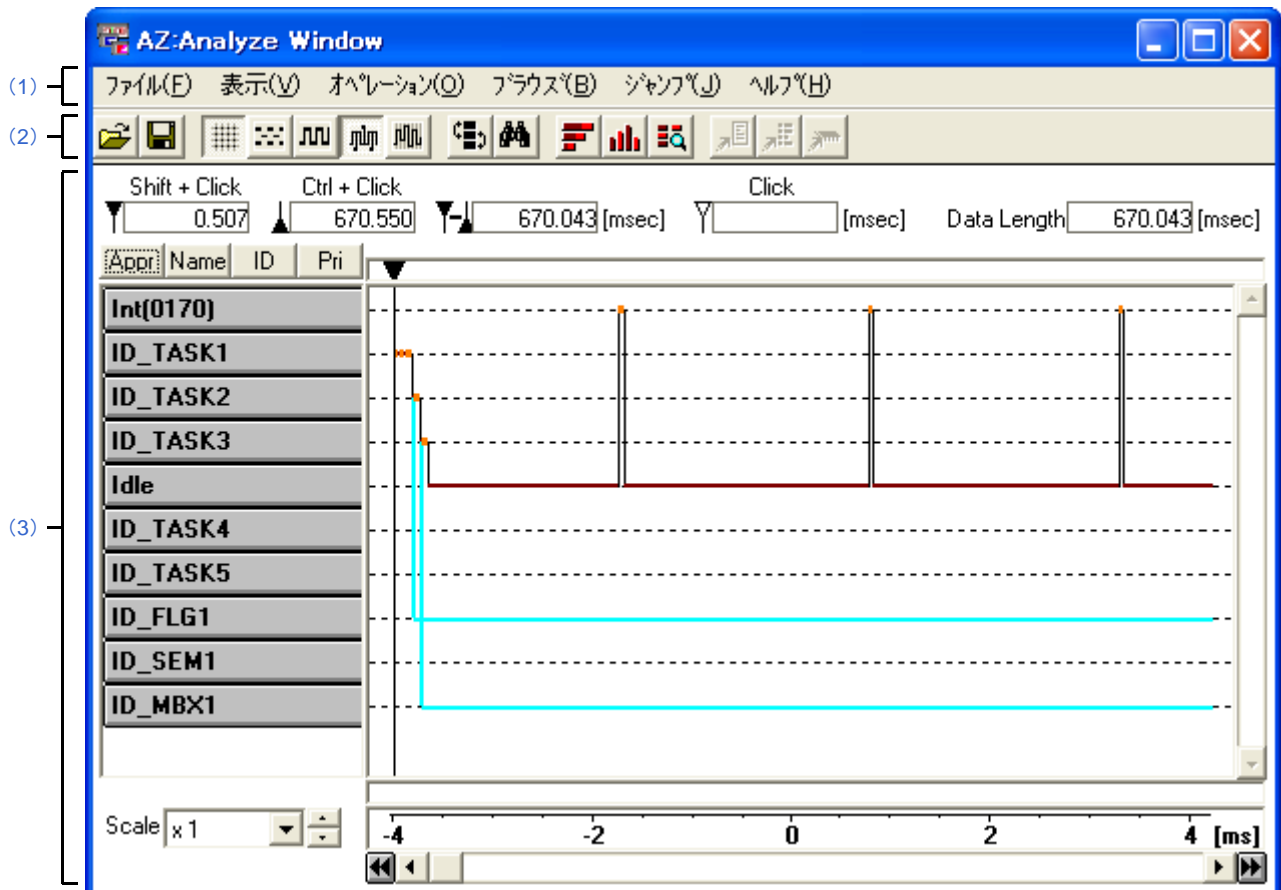 AZ:Analyze Window
(1)
ファイル(F) 表示(V) オペレーション(O) ブラウズ(B) ジャンプ(J) ヘルプ(H)
(2)
Shift + Click Ctrl + Click Click
0.507 670.550 670.043 [msec] [msec] Data Length 670.043 [msec]
Appr Name ID Pri
Int(0170)
ID_TASK1
ID_TASK2
ID_TASK3
Idle
(3)
ID_TASK4
ID_TASK5
ID_FLG1
ID_SEM1
ID_MBX1
Scale x 1
-4 -2 0 2 4 [ms]